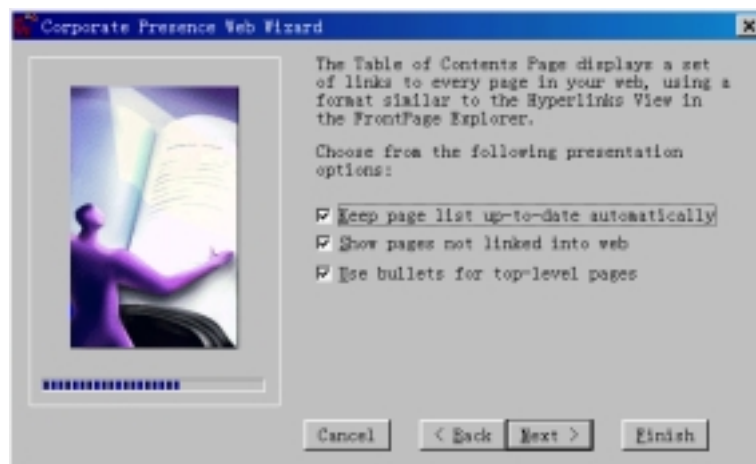 Corporate Presence Web Wizard
The Table of Contents Page displays a set
of links to every page in your web, using a
format similar to the Hyperlinks View in
the FrontPage Explorer.
Choose from the following presentation
options:
Keep page list up-to-date automatically
Show pages not linked into web
Use bullets for top-level pages
Cancel
< Back
Next >
Finish